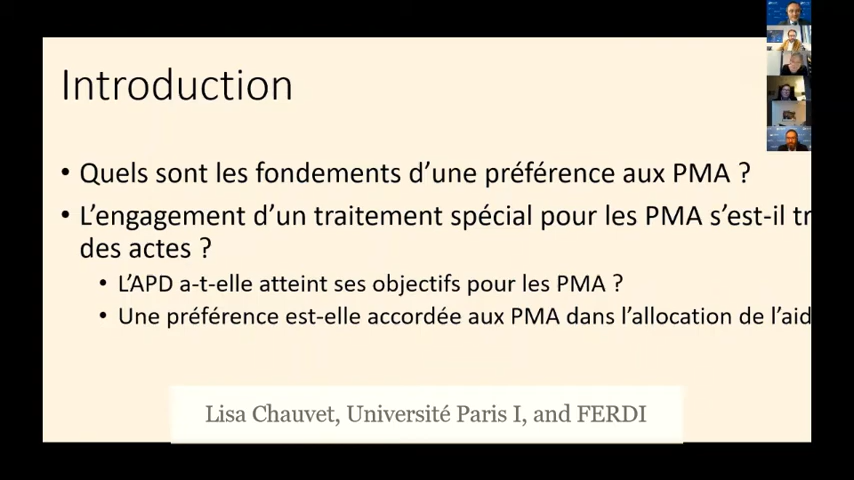 Introduction
• Quels sont les fondements d’une préférence aux PMA ?
• L’engagement d’un traitement spécial pour les PMA s’est-il
des actes ?
• L’APD a-t-elle atteint ses objectifs pour les PMA ?
• Une préférence est-elle accordée aux PMA dans l’allocation de
Lisa Chauvet, Université Paris I, and FERDI